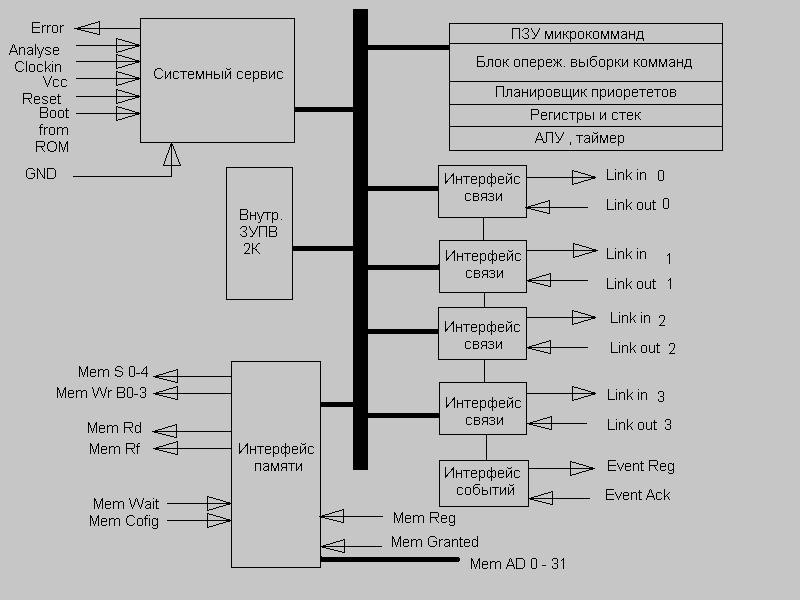 Error
Analyse
Clockin
Vcc
Reset
Boot
from
ROM
GND
Системный сервис
ПЗУ микрокомманд
Блок опереж. выборки комманд
Планировщик приорететов
Регистры и стек
АЛУ , таймер
Внутр.
ЗУПВ
2К
Интерфейс
связи
Link in 0
Link out 0
Интерфейс
связи
Link in 1
Link out 1
Интерфейс
связи
Link in 2
Link out 2
Интерфейс
связи
Link in 3
Link out 3
Интерфейс
событий
Event Reg
Event Ack
Mem S 0-4
Mem Wr B0-3
Mem Rd
Mem Rf
Интерфейс
памяти
Mem Wait
Mem Cofig
Mem Reg
Mem Granted
Mem AD 0 - 31